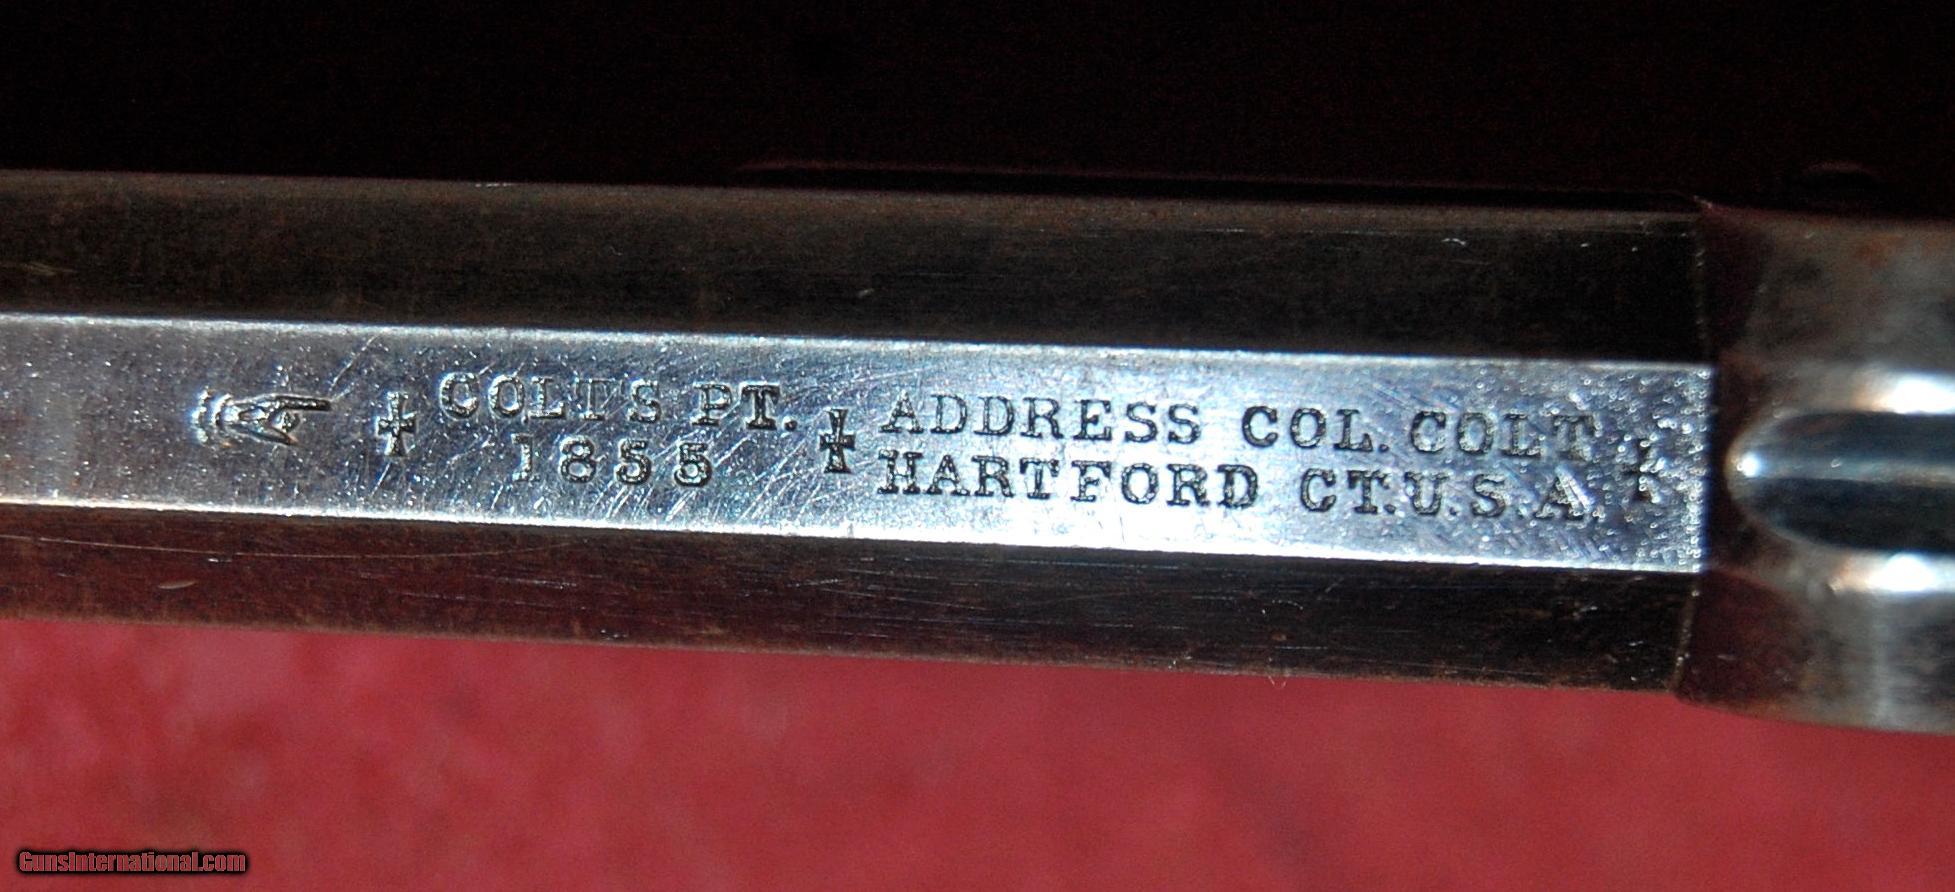 COLT'S PT.
1855
ADDRESS COL. COLT
HARTFORD CT. U.S.A.
GunsInternational.com